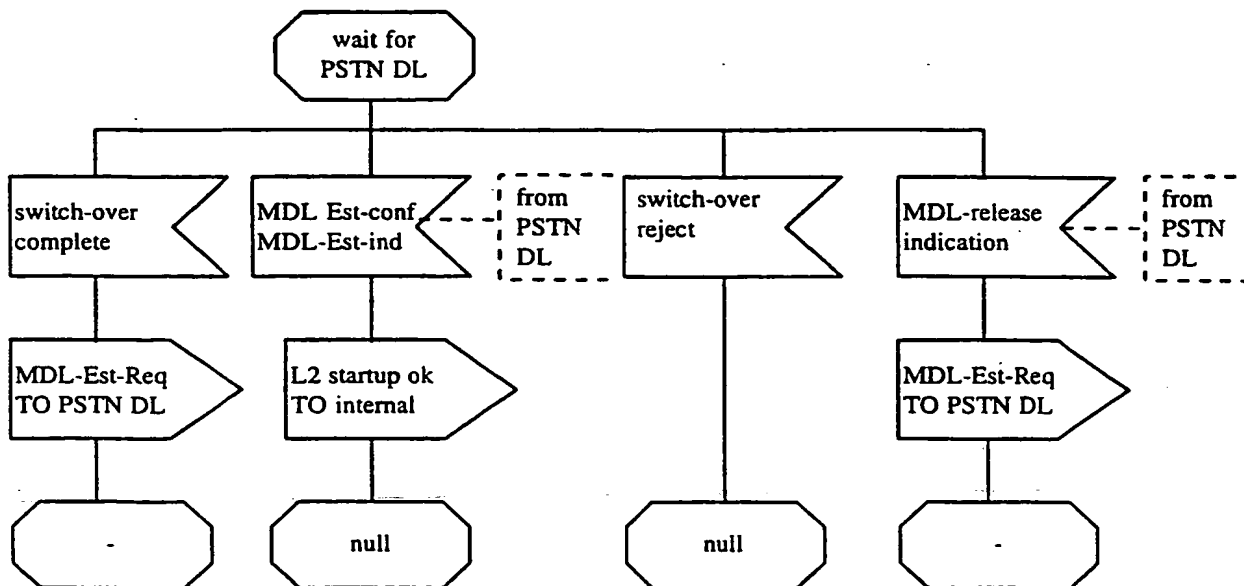 wait for
PSTN DL
switch-over
complete
MDL Est-conf
MDL-Est-ind
from
PSTN
DL
switch-over
reject
MDL-release
indication
from
PSTN
DL
MDL-Est-Req
TO PSTN DL
L2 startup ok
TO internal
MDL-Est-Req
TO PSTN DL
-
null
null
-